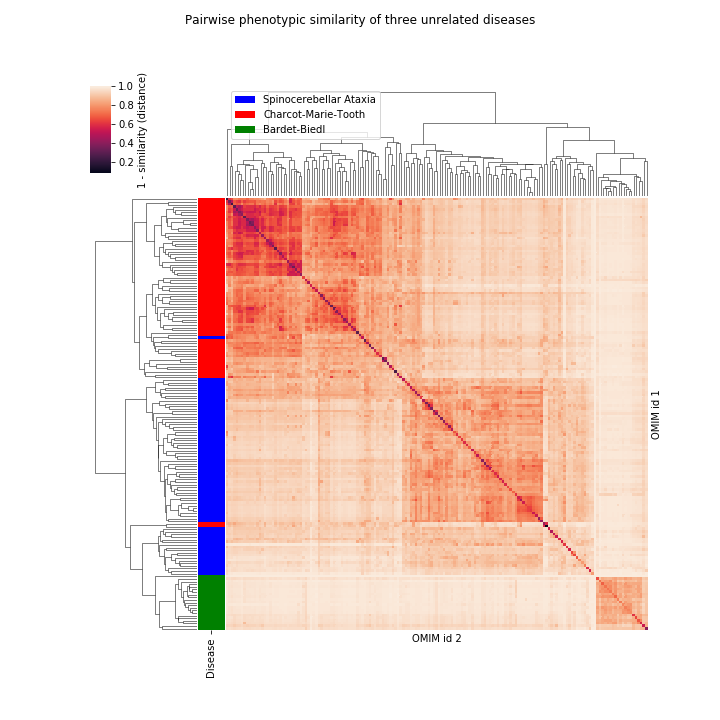 Pairwise phenotypic similarity of three unrelated diseases
1.0
0.8
0.6
0.4
0.2
1 - similarity (distance)
Spinocerebellar Ataxia
Charcot-Marie-Tooth
Bardet-Biedl
OMIM id 1
OMIM id 2
Disease